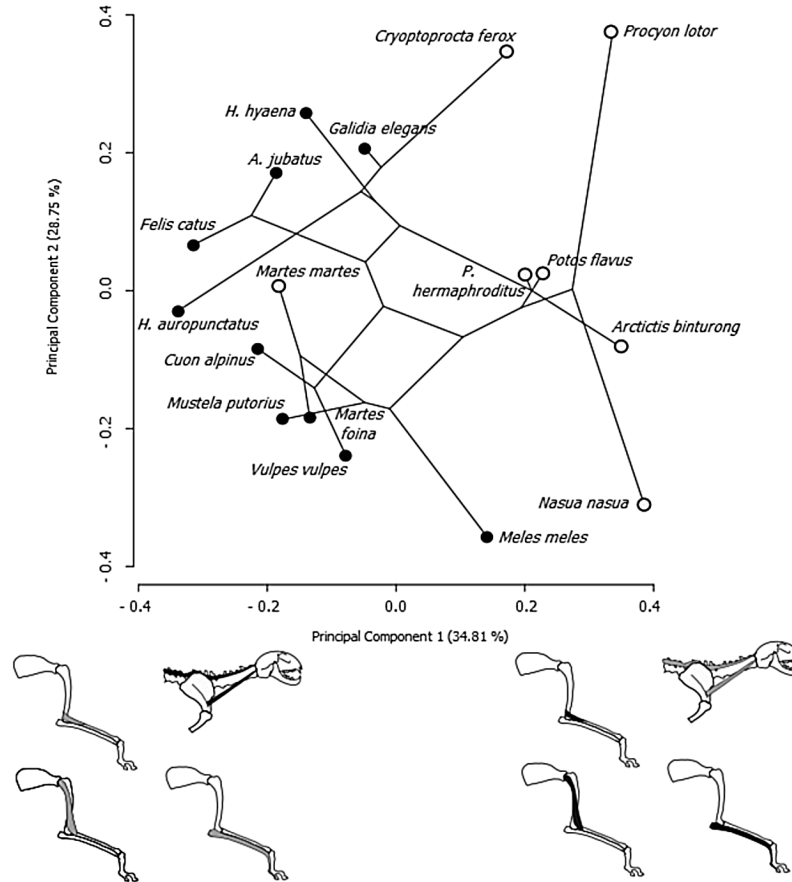 0.4
Cryoptoprocta ferox
Procyon lotor
H. hyaena
Galidia elegans
0.2
A. jubatus
Felis catus
Principal Component 2 (28.75 %)
0.0
Martes martes
P.
hermaphroditus
Potos flavus
H. auropunctatus
Arctictis binturong
Cuon alpinus
- 0.2
Mustela putorius
Martes
foina
Vulpes vulpes
Nasua nasua
Meles meles
- 0.4
- 0.4
- 0.2
0.0
0.2
0.4
Principal Component 1 (34.81 %)